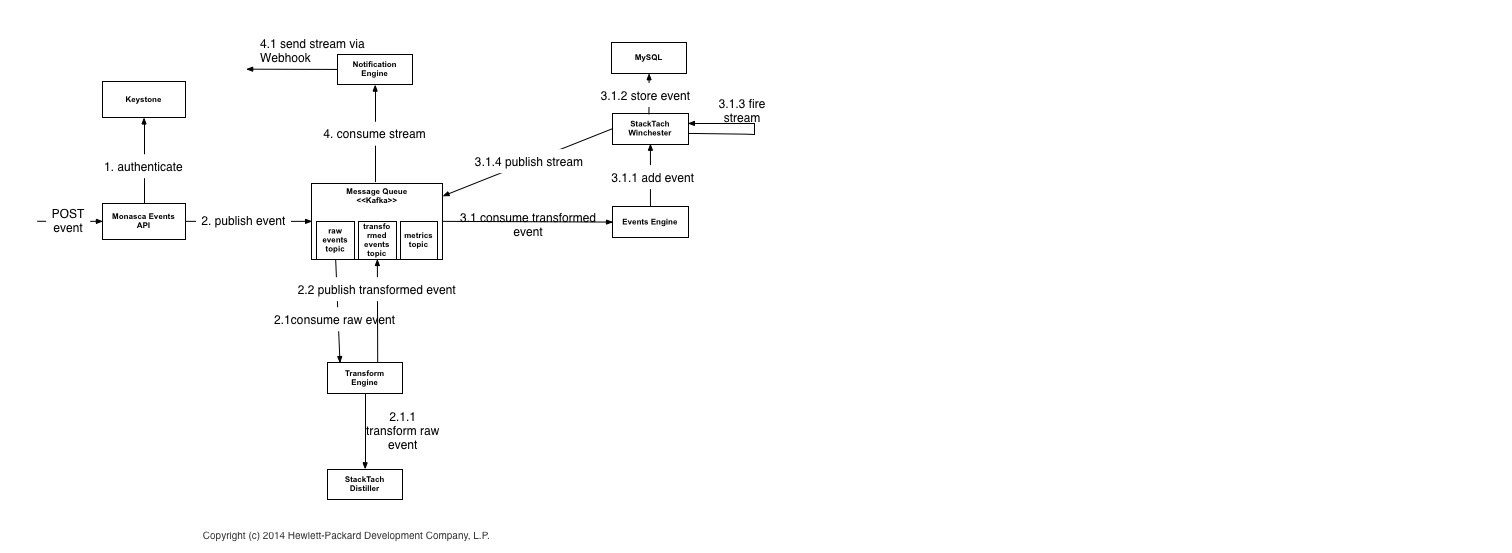 4.1 send stream via
Webhook
Notification
Engine
MySQL
Keystone
3.1.2 store event
3.1.3 fire
stream
StackTach
Winchester
4. consume stream
1. authenticate
3.1.4 publish stream
3.1.1 add event
Message Queue
<<Kafka>>
POST
event
Monasca Events
API
2. publish event
3.1 consume transformed
event
Events Engine
raw
events
topic
transfo
rmed
events
topic
metrics
topic
2.2 publish transformed event
2.1consume raw event
Transform
Engine
2.1.1
transform raw
event
StackTach
Distiller
Copyright (c) 2014 Hewlett-Packard Development Company, L.P.